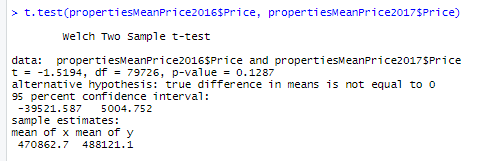 > t.test(propertiesMeanPrice2016$Price, propertiesMeanPrice2017$Price)
Welch Two Sample t-test
data:  propertiesMeanPrice2016$Price and propertiesMeanPrice2017$Price
t = -1.5194, df = 79726, p-value = 0.1287
alternative hypothesis: true difference in means is not equal to 0
95 percent confidence interval:
-39521.587   5004.752
sample estimates:
mean of x mean of y
470862.7  488121.1